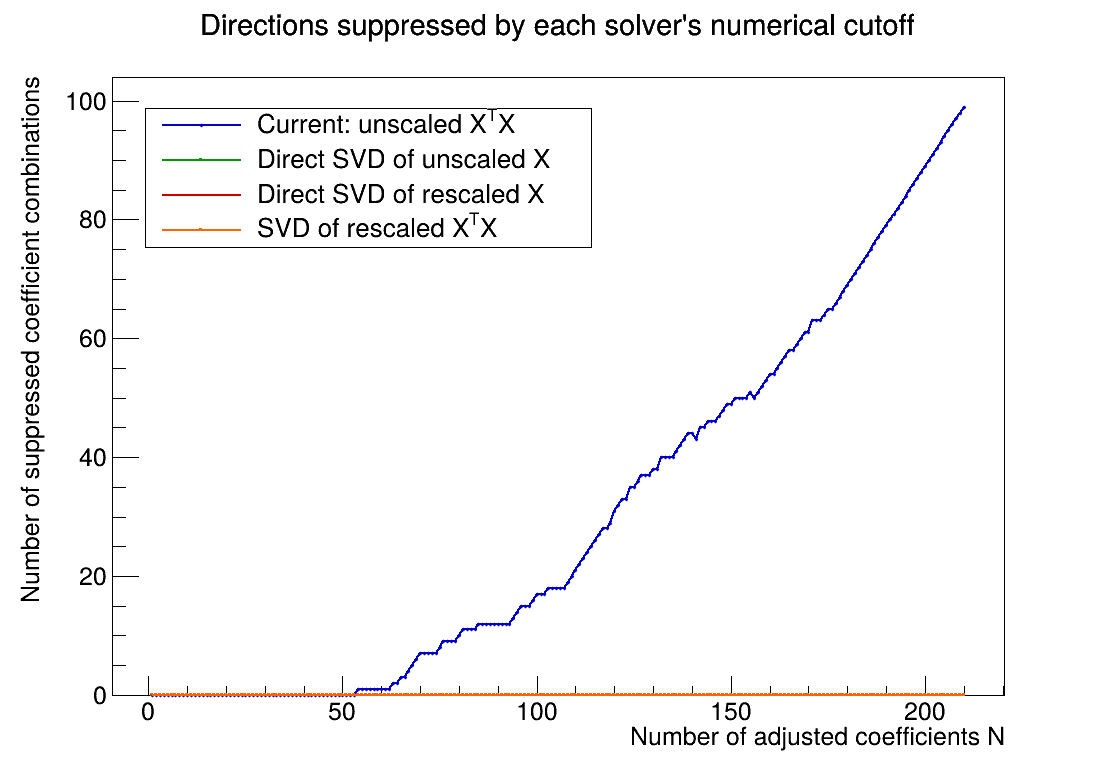 Directions suppressed by each solver's numerical cutoff
Number of suppressed coefficient combinations
100
80
60
40
20
0
Current: unscaled XᵀX
Direct SVD of unscaled X
Direct SVD of rescaled X
SVD of rescaled XᵀX
0 50 100 150 200
Number of adjusted coefficients N